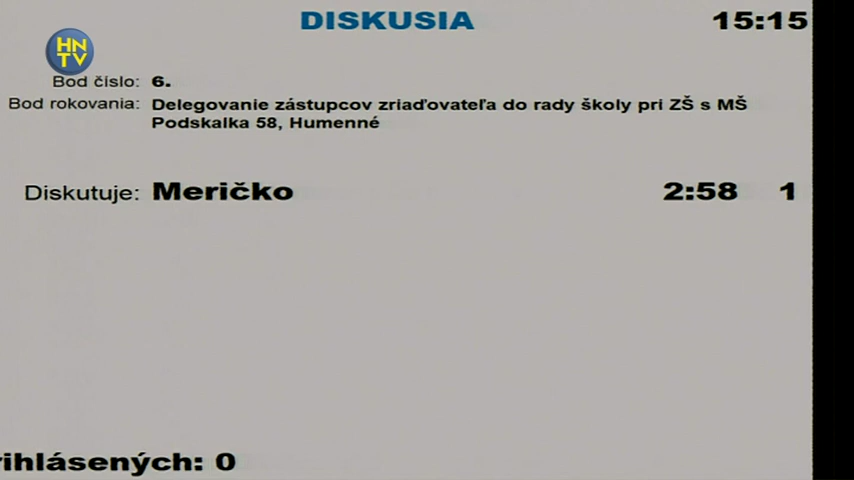 DISKUSIA 15:15
HN
TV
Bod číslo: 6.
Bod rokovania: Delegovanie zástupcov zriaďovateľa do rady školy pri ZŠ s MŠ
Podskalka 58, Humenné
Diskutuje: Meričko 2:58 1
rihlásených: 0